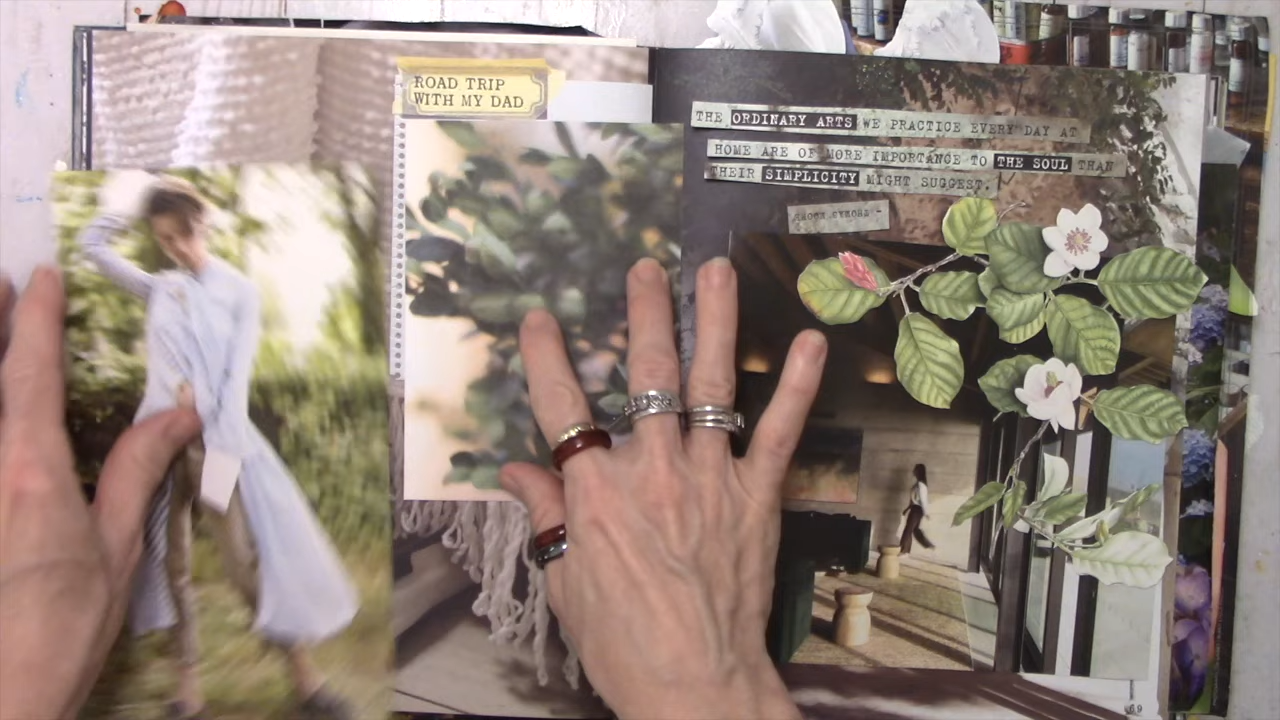 ROAD TRIP
WITH MY DAD
THE ORDINARY ARTS WE PRACTICE EVERY DAY AT
HOME ARE OF MORE IMPORTANCE TO THE SOUL THAN
THEIR SIMPLICITY MIGHT SUGGEST.
69